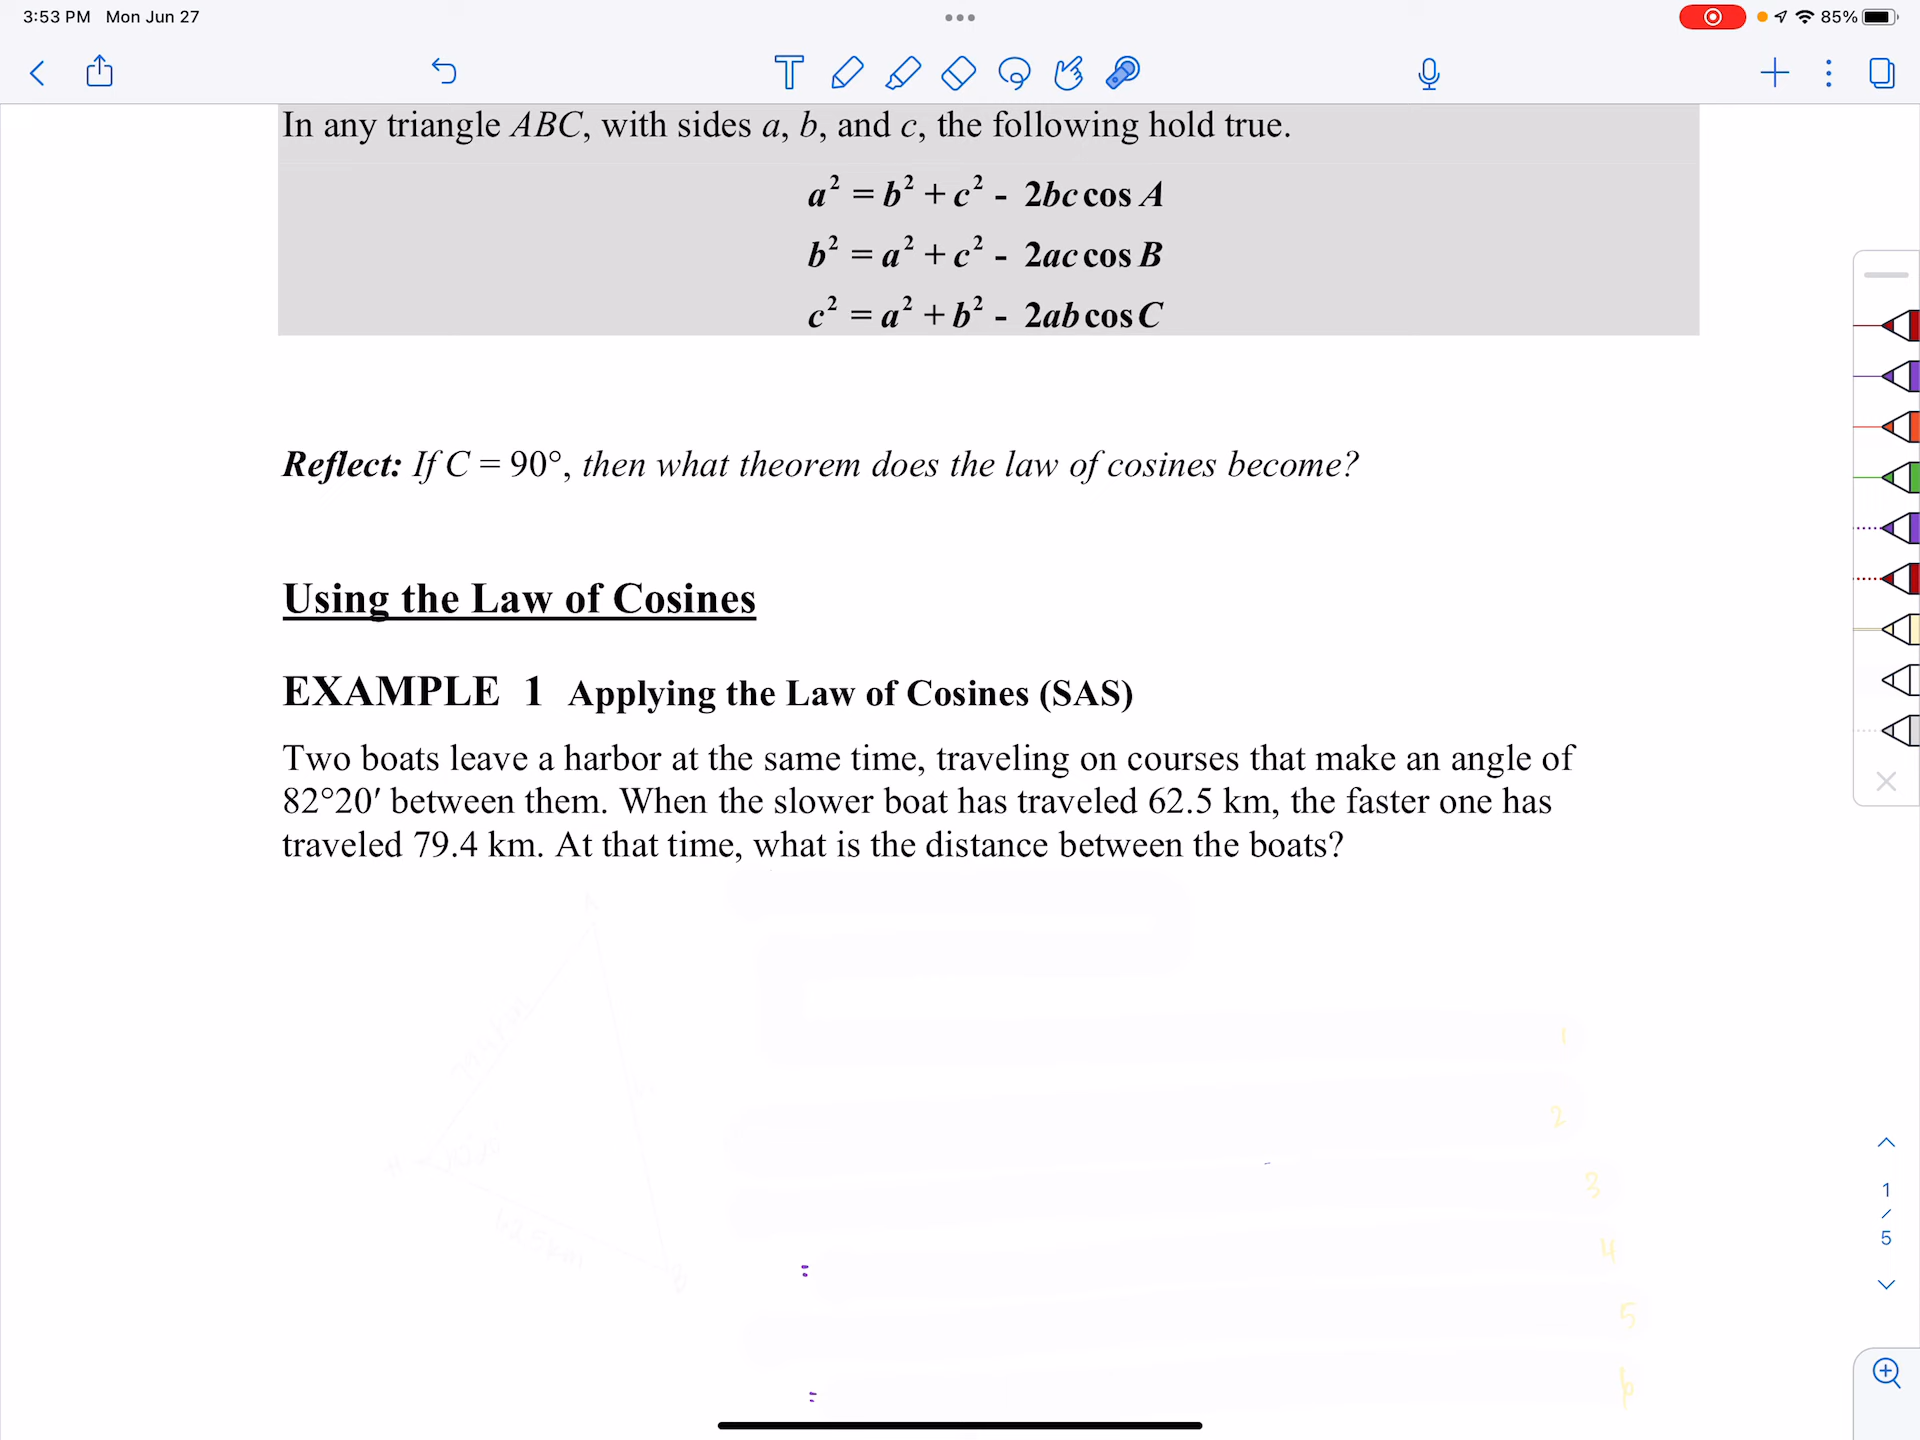 3:53 PM Mon Jun 27
85%
In any triangle ABC, with sides a, b, and c, the following hold true.
a² = b² + c² - 2bc cos A
b² = a² + c² - 2ac cos B
c² = a² + b² - 2ab cos C
Reflect: If C = 90°, then what theorem does the law of cosines become?
Using the Law of Cosines
EXAMPLE 1 Applying the Law of Cosines (SAS)
Two boats leave a harbor at the same time, traveling on courses that make an angle of
82°20′ between them. When the slower boat has traveled 62.5 km, the faster one has
traveled 79.4 km. At that time, what is the distance between the boats?
1
2
3
4
5
1
/
5